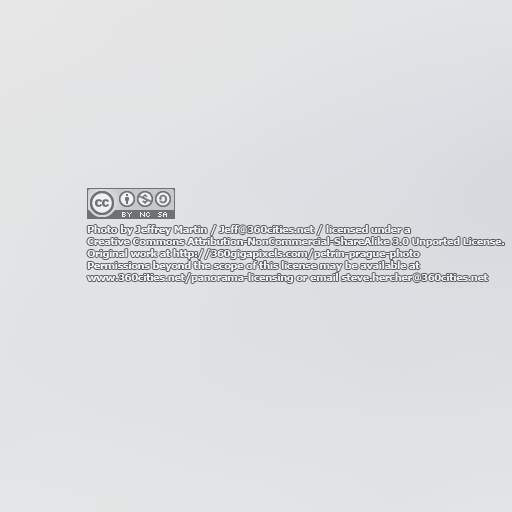 cc BY NC SA
Photo by Jeffrey Martin / Jeff@360cities.net / licensed under a
Creative Commons Attribution-NonCommercial-ShareAlike 3.0 Unported License.
Original work at http://360gigapixels.com/petrin-prague-photo
Permissions beyond the scope of this license may be available at
www.360cities.net/panorama-licensing or email steve.hercher@360cities.net